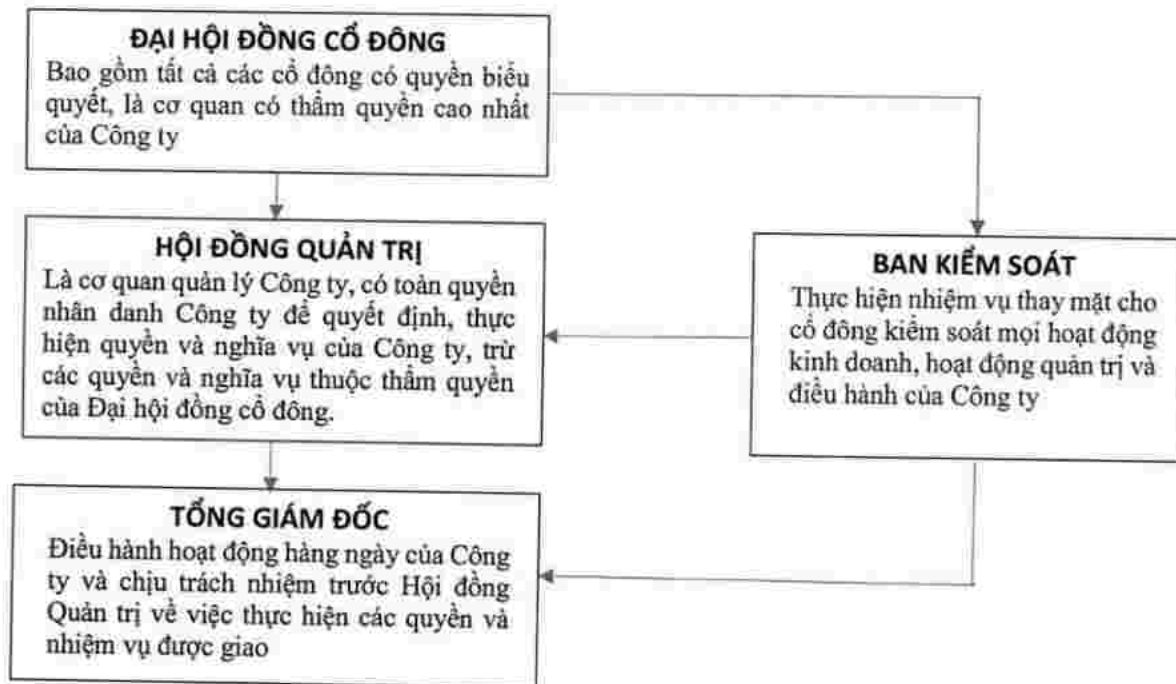 ĐẠI HỘI ĐỒNG CỔ ĐÔNG
Bao gồm tất cả các cổ đông có quyền biểu
quyết, là cơ quan có thẩm quyền cao nhất
của Công ty
HỘI ĐỒNG QUẢN TRỊ
Là cơ quan quản lý Công ty, có toàn quyền
nhân danh Công ty để quyết định, thực
hiện quyền và nghĩa vụ của Công ty, trừ
các quyền và nghĩa vụ thuộc thẩm quyền
của Đại hội đồng cổ đông.
BAN KIỂM SOÁT
Thực hiện nhiệm vụ thay mặt cho
cổ đông kiểm soát mọi hoạt động
kinh doanh, hoạt động quản trị và
điều hành của Công ty
TỔNG GIÁM ĐỐC
Điều hành hoạt động hàng ngày của Công
ty và chịu trách nhiệm trước Hội đồng
Quản trị về việc thực hiện các quyền và
nhiệm vụ được giao